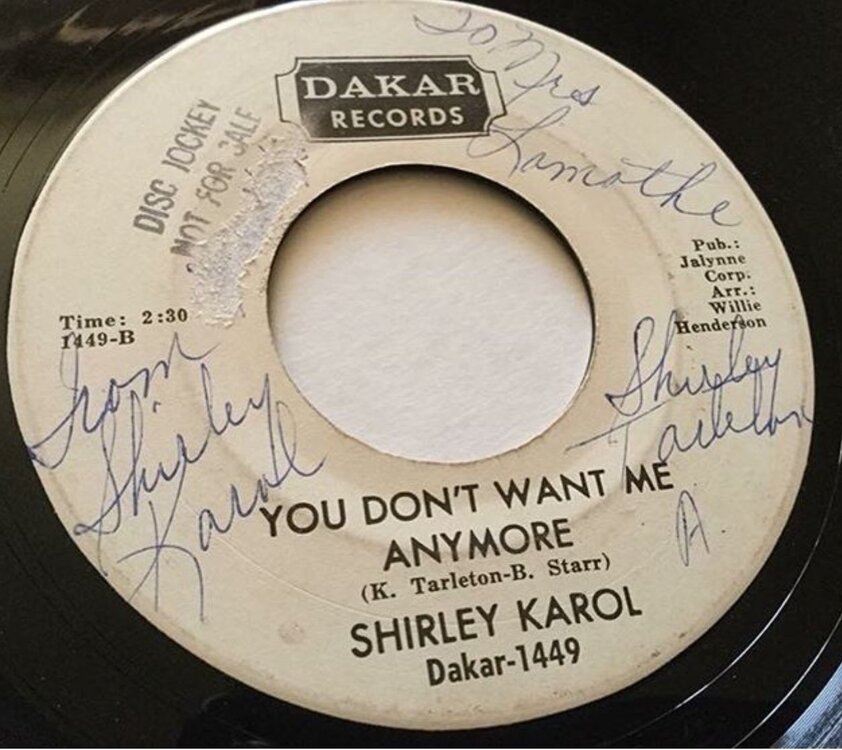 To Mrs
Lamothe
DAKAR
RECORDS
DISC JOCKEY
NOT FOR SALE
Pub.:
Jalynne
Corp.
Arr.:
Willie
Henderson
Time: 2:30
1449-B
From
Shirley
Karol
Shirley
Tarleton
A.
YOU DON'T WANT ME
ANYMORE
(K. Tarleton-B. Starr)
SHIRLEY KAROL
Dakar-1449